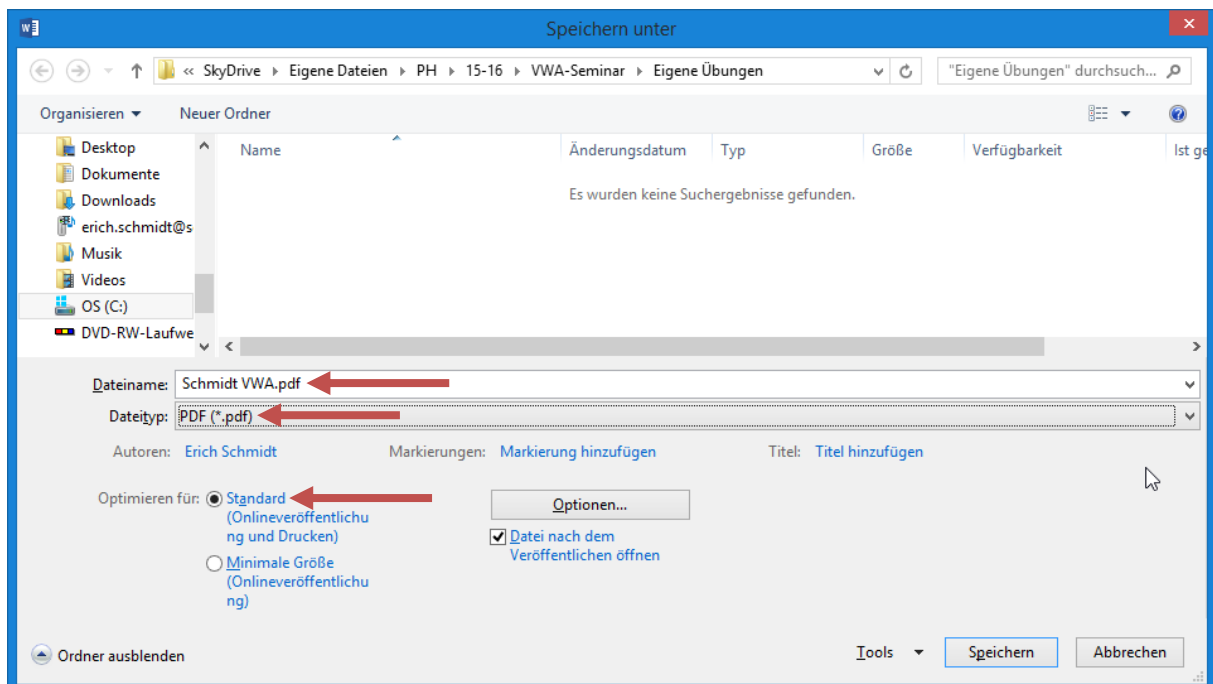 Speichern unter
« SkyDrive Eigene Dateien PH 15-16 VWA-Seminar Eigene Übungen "Eigene Übungen" durchsuch...
Organisieren Neuer Ordner
Desktop
Dokumente
Downloads
erich.schmidt@s
Musik
Videos
OS (C:)
DVD-RW-Laufwe
Name Änderungsdatum Typ Größe Verfügbarkeit Ist ge
Es wurden keine Suchergebnisse gefunden.
Dateiname: Schmidt VWA.pdf
Dateityp: PDF (*.pdf)
Autoren: Erich Schmidt Markierungen: Markierung hinzufügen Titel: Titel hinzufügen
Optimieren für: Standard
(Onlineveröffentlichu
ng und Drucken)
Minimale Größe
(Onlineveröffentlichu
ng)
Optionen...
Datei nach dem
Veröffentlichen öffnen
Ordner ausblenden Tools Speichern Abbrechen